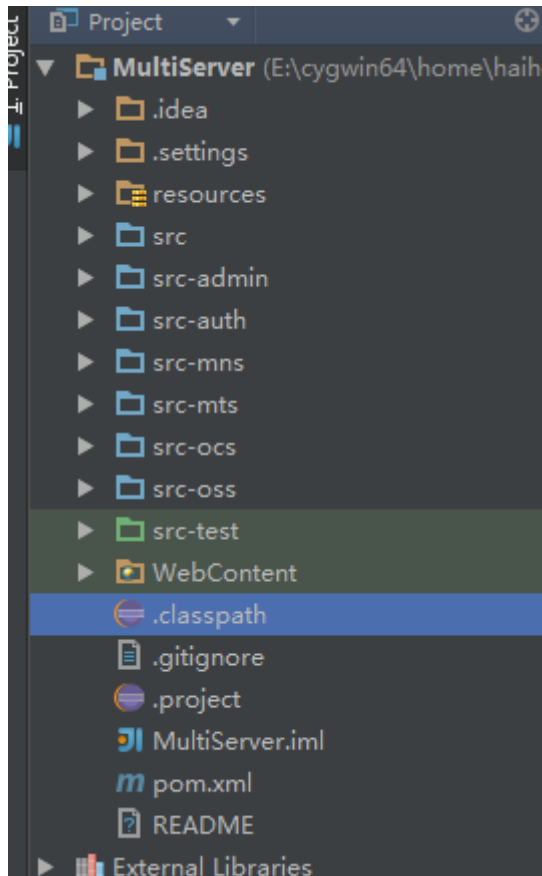 Project
1: Project
MultiServer (E:\cygwin64\home\haih
.idea
.settings
resources
src
src-admin
src-auth
src-mns
src-mts
src-ocs
src-oss
src-test
WebContent
.classpath
.gitignore
.project
MultiServer.iml
pom.xml
README
External Libraries